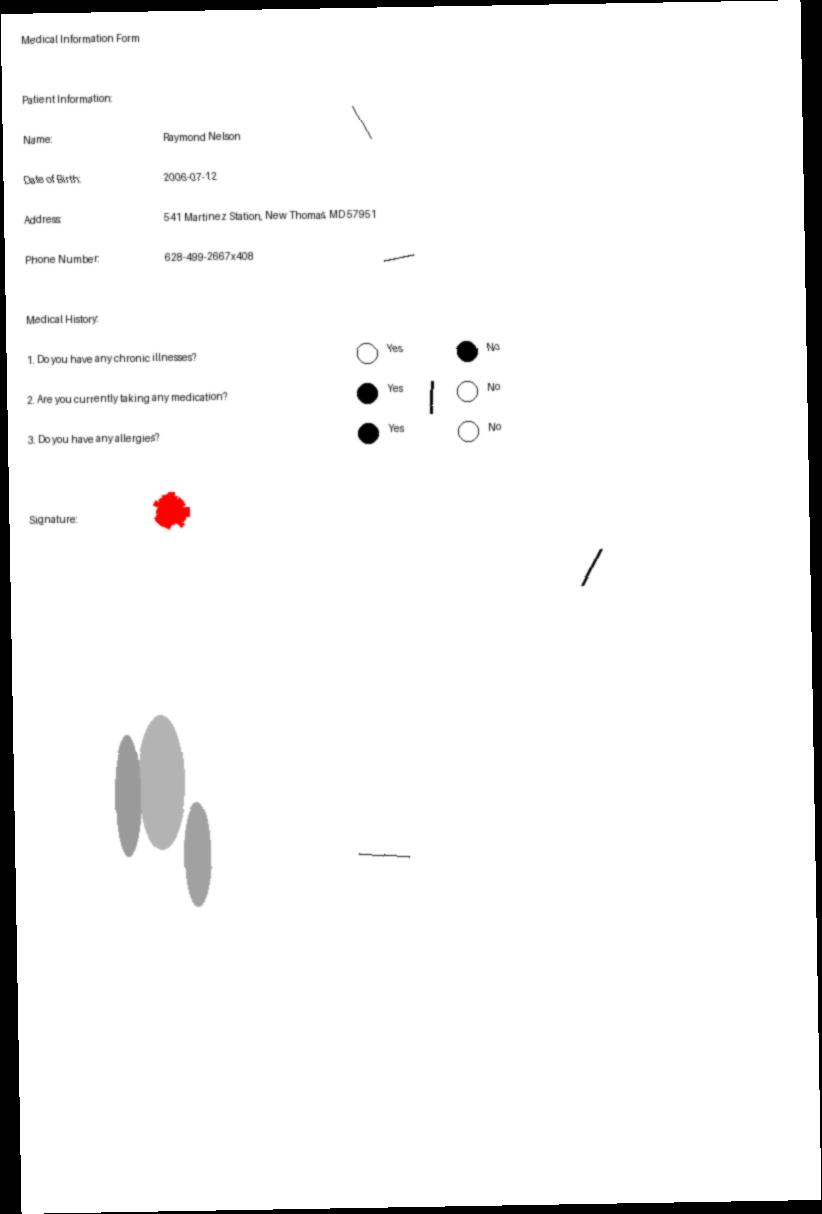 Medical Information Form
Patient Information:
Name: Raymond Nelson
Date of Birth: 2006-07-12
Address: 541 Martinez Station, New Thomas, MD 57951
Phone Number: 628-499-2667x408
Medical History:
1. Do you have any chronic illnesses? Yes No
2. Are you currently taking any medication? Yes No
3. Do you have any allergies? Yes No
Signature: